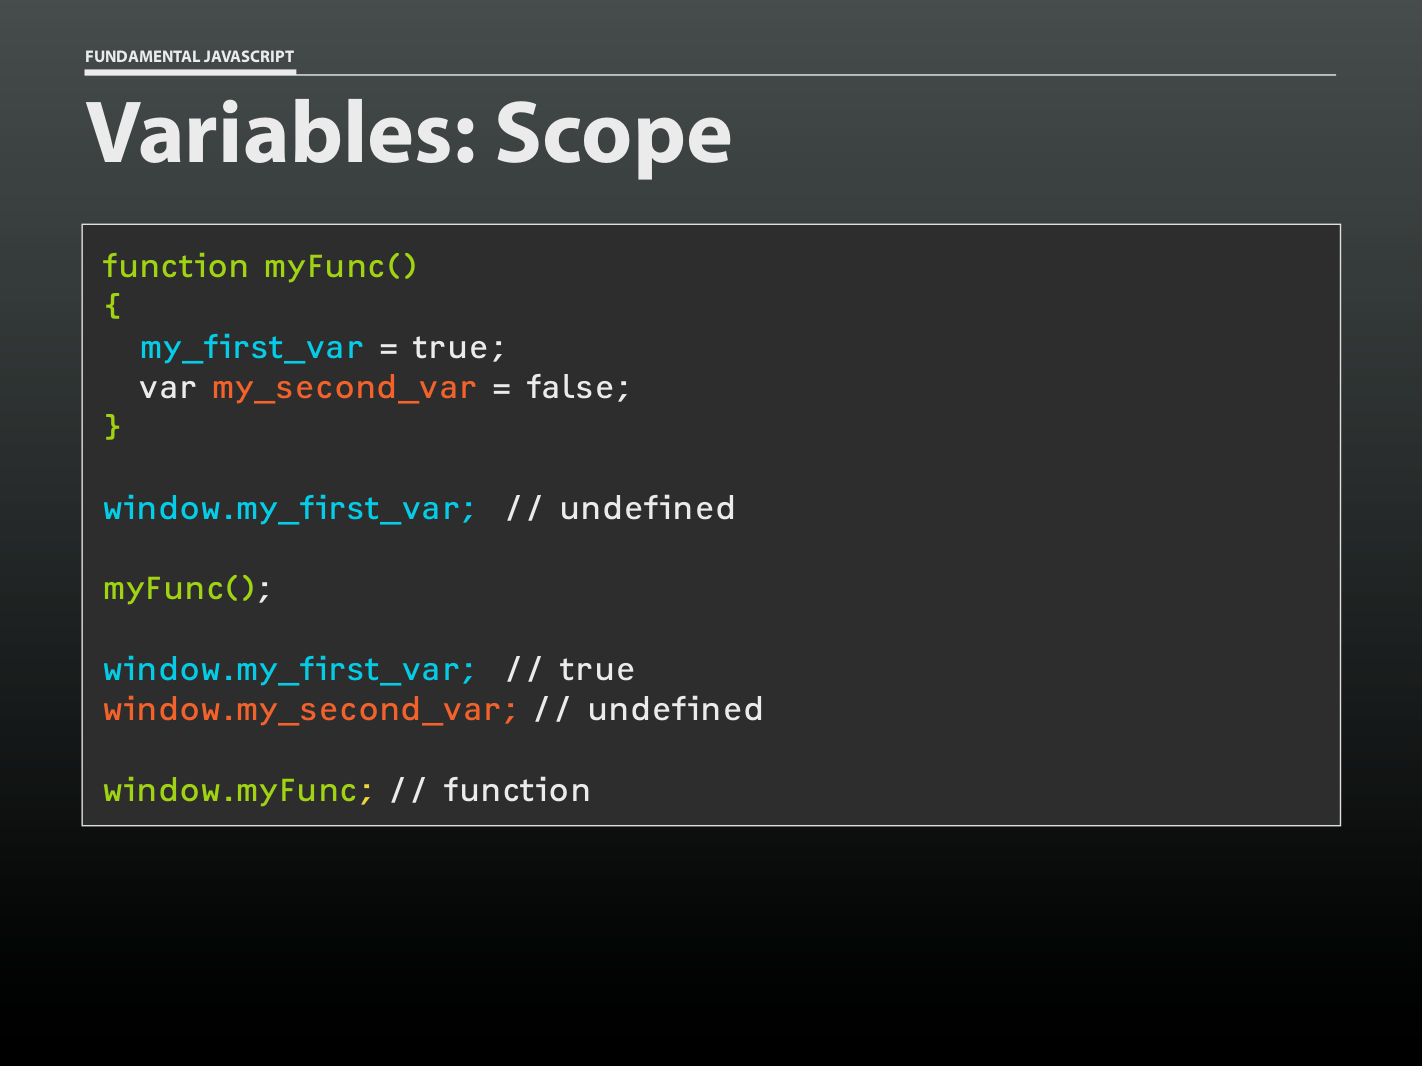 FUNDAMENTAL JAVASCRIPT
Variables: Scope
function myFunc()
{
  my_first_var = true;
  var my_second_var = false;
}
window.my_first_var;  // undefined
myFunc();
window.my_first_var;  // true
window.my_second_var; // undefined
window.myFunc; // function